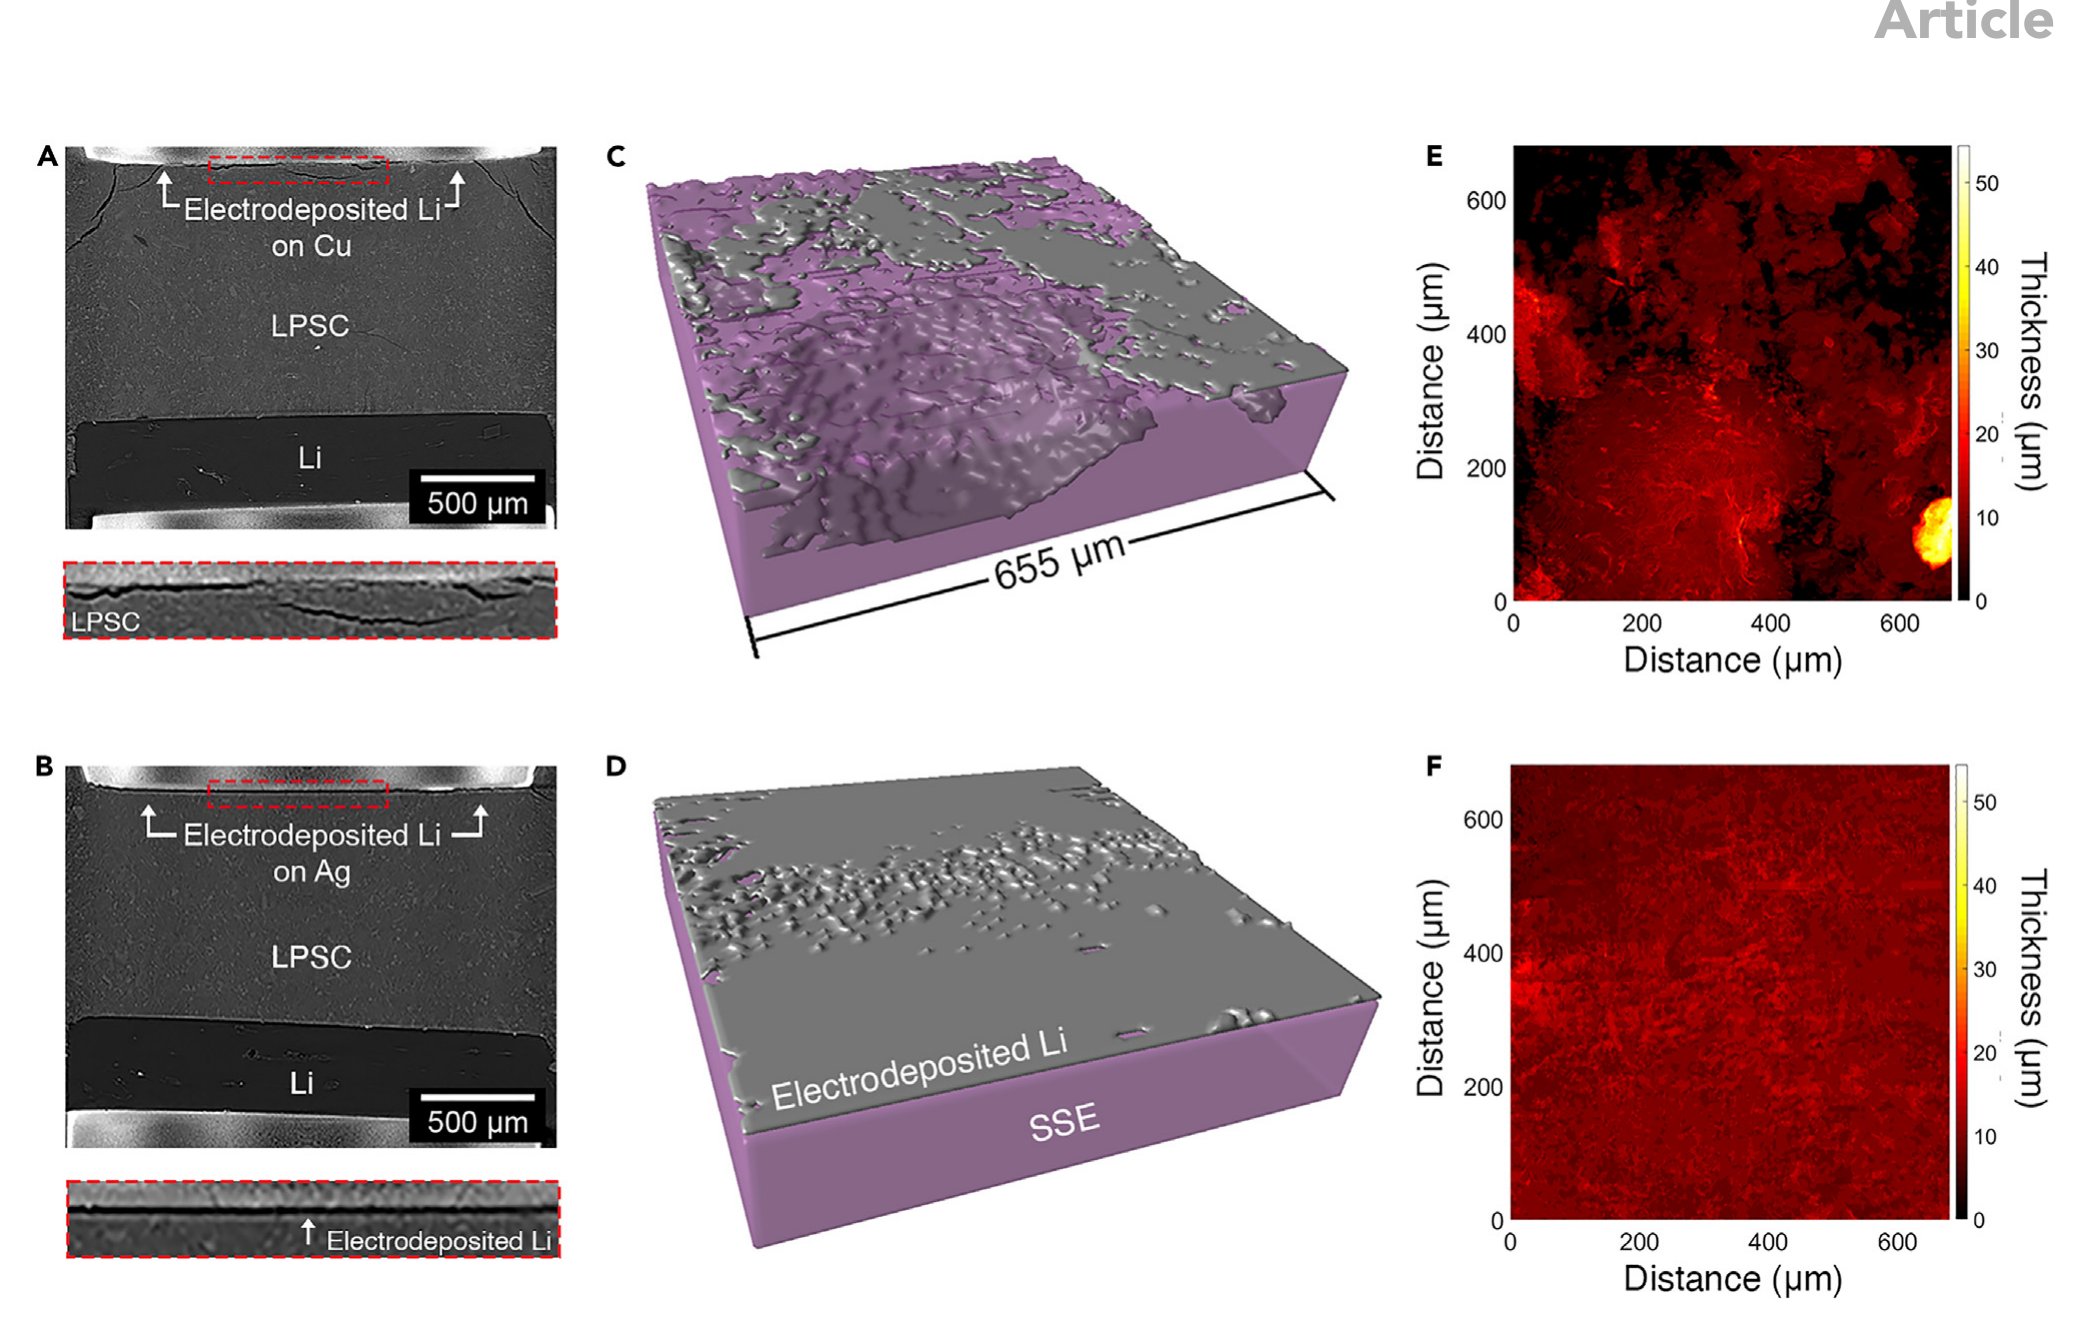 Article
A
Electrodeposited Li
on Cu
LPSC
Li
500 μm
LPSC
B
Electrodeposited Li
on Ag
LPSC
Li
500 μm
Electrodeposited Li
C
655 μm
D
Electrodeposited Li
SSE
E
Distance (μm)
600
400
200
0
0 200 400 600
Distance (μm)
50
40
30
20
10
0
Thickness (μm)
F
Distance (μm)
600
400
200
0
0 200 400 600
Distance (μm)
50
40
30
20
10
0
Thickness (μm)